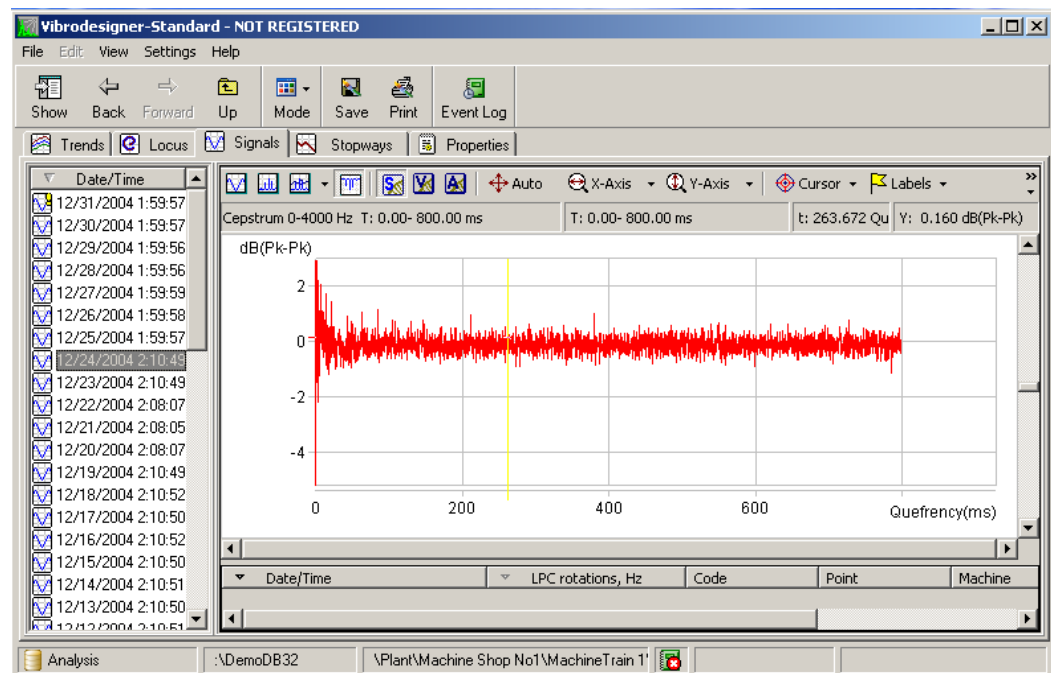 Vibrodesigner-Standard - NOT REGISTERED
File Edit View Settings Help
Show Back Forward Up Mode Save Print Event Log
Trends Locus Signals Stopways Properties
Date/Time
12/31/2004 1:59:57
12/30/2004 1:59:57
12/29/2004 1:59:56
12/28/2004 1:59:56
12/27/2004 1:59:59
12/26/2004 1:59:58
12/25/2004 1:59:57
12/24/2004 2:10:49
12/23/2004 2:10:49
12/22/2004 2:08:07
12/21/2004 2:08:05
12/20/2004 2:08:07
12/19/2004 2:10:49
12/18/2004 2:10:52
12/17/2004 2:10:50
12/16/2004 2:10:52
12/15/2004 2:10:50
12/14/2004 2:10:51
12/13/2004 2:10:50
12/12/2004 2:10:51
S V A Auto X-Axis Y-Axis Cursor Labels
Cepstrum 0-4000 Hz T: 0.00- 800.00 ms T: 0.00- 800.00 ms t: 263.672 Qu Y: 0.160 dB(Pk-Pk)
dB(Pk-Pk)
2
0
-2
-4
0 200 400 600 Quefrency(ms)
Date/Time LPC rotations, Hz Code Point Machine
Analysis :\DemoDB32 \Plant\Machine Shop No1\MachineTrain 1'